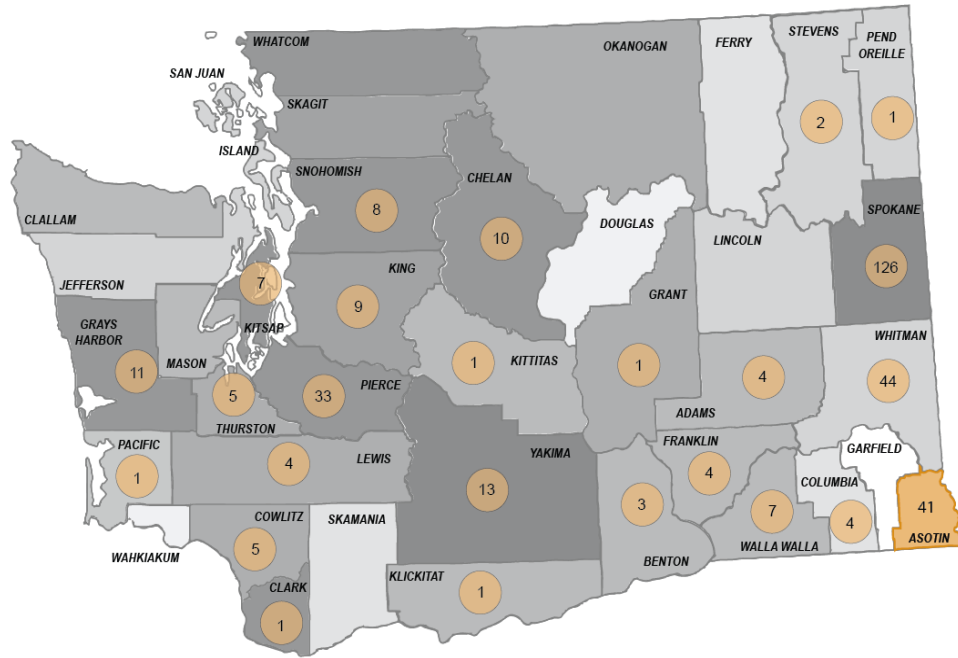 WHATCOM
OKANOGAN
FERRY
STEVENS
PEND
OREILLE
SAN JUAN
SKAGIT
2
1
ISLAND
SNOHOMISH
CHELAN
8
10
DOUGLAS
SPOKANE
CLALLAM
LINCOLN
KING
126
JEFFERSON
7
9
GRANT
GRAYS
HARBOR
KITSAP
WHITMAN
MASON
1
KITTITAS
1
4
11
5
33
PIERCE
44
THURSTON
ADAMS
PACIFIC
LEWIS
YAKIMA
FRANKLIN
GARFIELD
1
4
13
4
COLUMBIA
3
7
4
41
COWLITZ
SKAMANIA
ASOTIN
5
WALLA WALLA
WAHKIAKUM
BENTON
CLARK
KLICKITAT
1
1